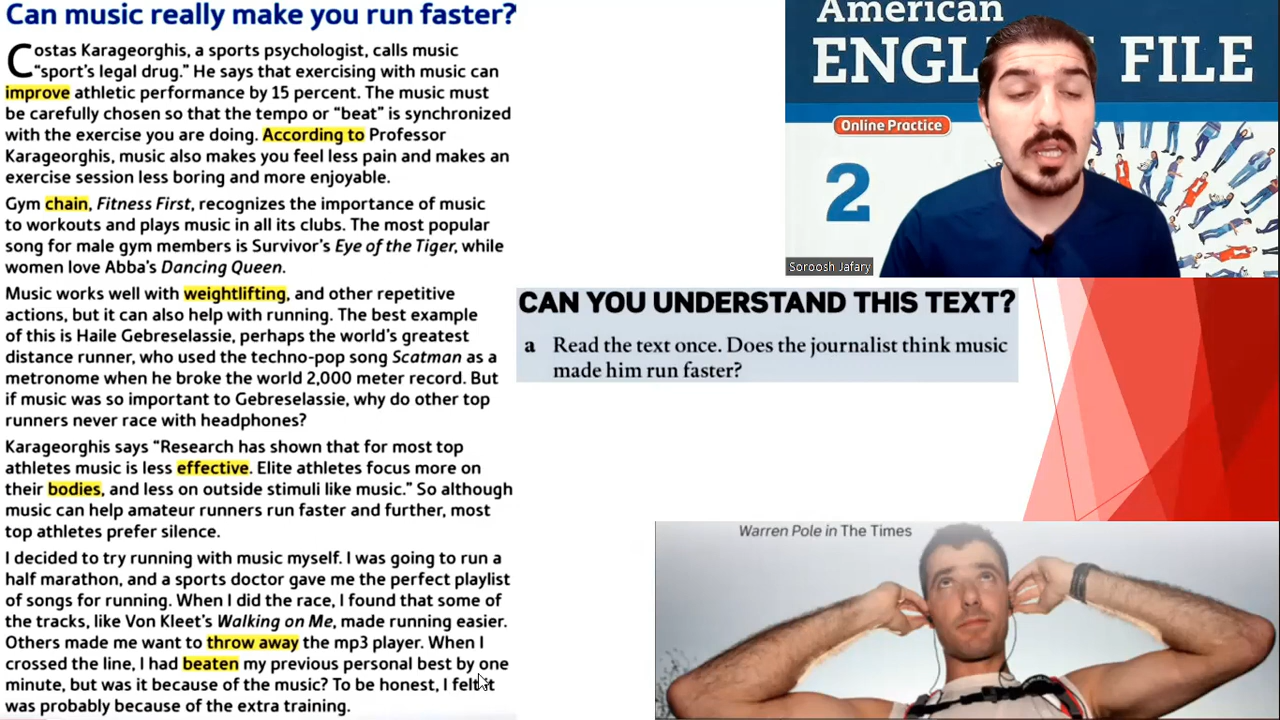 Can music really make you run faster?
Costas Karageorghis, a sports psychologist, calls music
“sport’s legal drug.” He says that exercising with music can
improve athletic performance by 15 percent. The music must
be carefully chosen so that the tempo or “beat” is synchronized
with the exercise you are doing. According to Professor
Karageorghis, music also makes you feel less pain and makes an
exercise session less boring and more enjoyable.
Gym chain, Fitness First, recognizes the importance of music
to workouts and plays music in all its clubs. The most popular
song for male gym members is Survivor’s Eye of the Tiger, while
women love Abba’s Dancing Queen.
Music works well with weightlifting, and other repetitive
actions, but it can also help with running. The best example
of this is Haile Gebreselassie, perhaps the world’s greatest
distance runner, who used the techno-pop song Scatman as a
metronome when he broke the world 2,000 meter record. But
if music was so important to Gebreselassie, why do other top
runners never race with headphones?
Karageorghis says “Research has shown that for most top
athletes music is less effective. Elite athletes focus more on
their bodies, and less on outside stimuli like music.” So although
music can help amateur runners run faster and further, most
top athletes prefer silence.
I decided to try running with music myself. I was going to run a
half marathon, and a sports doctor gave me the perfect playlist
of songs for running. When I did the race, I found that some of
the tracks, like Von Kleet’s Walking on Me, made running easier.
Others made me want to throw away the mp3 player. When I
crossed the line, I had beaten my previous personal best by one
minute, but was it because of the music? To be honest, I felt it
was probably because of the extra training.
American
ENGL FILE
Online Practice
2
Soroosh Jafary
CAN YOU UNDERSTAND THIS TEXT?
a Read the text once. Does the journalist think music
made him run faster?
Warren Pole in The Times